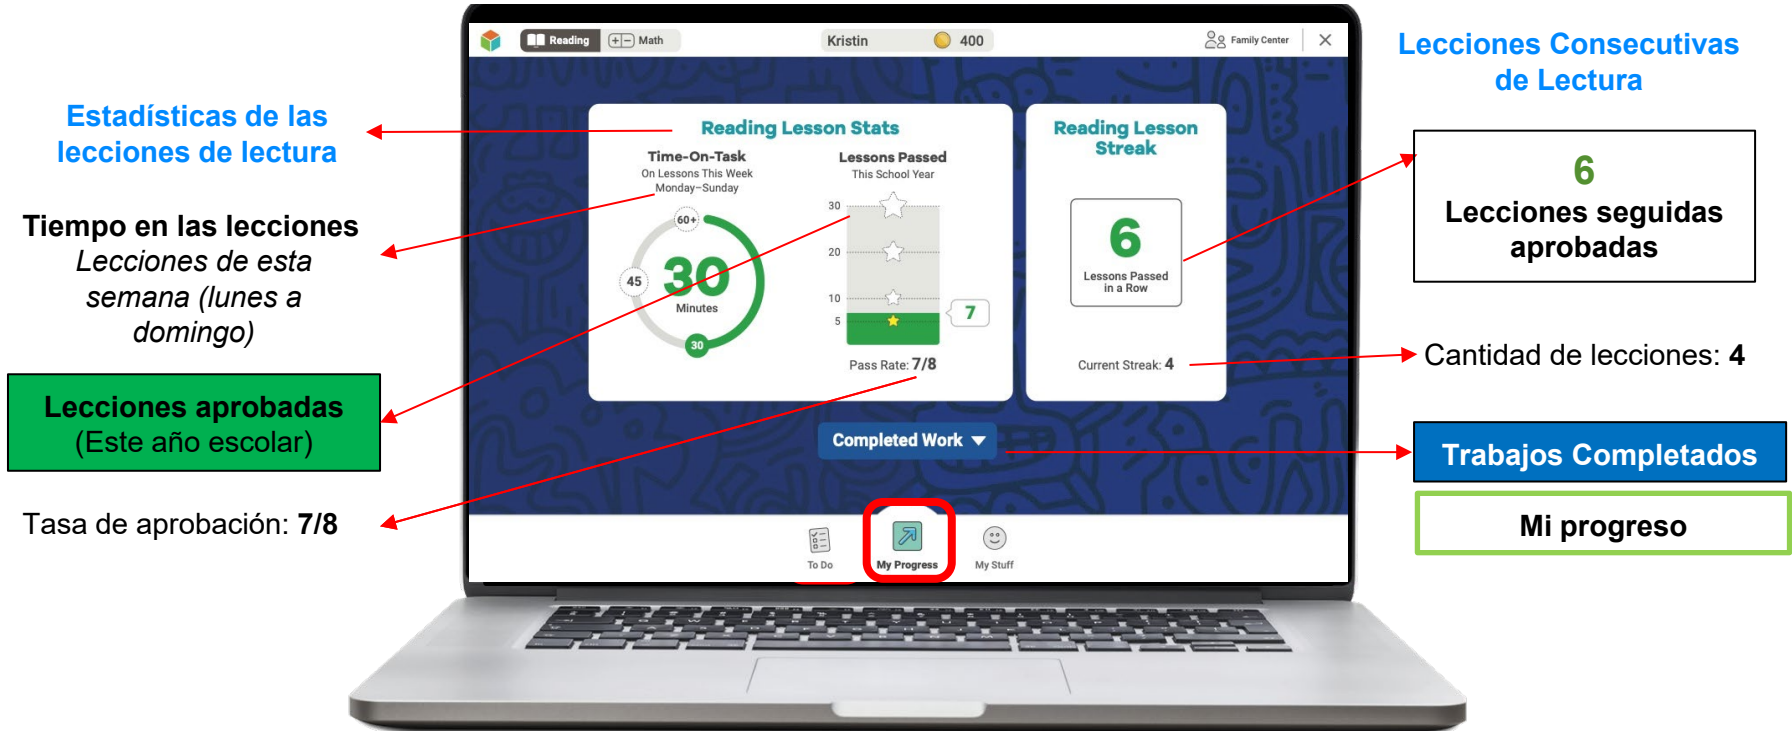 Estadísticas de las
lecciones de lectura
Tiempo en las lecciones
Lecciones de esta
semana (lunes a
domingo)
Lecciones aprobadas
(Este año escolar)
Tasa de aprobación: 7/8
Reading
Math
Kristin
400
Family Center
Reading Lesson Stats
Time-On-Task
On Lessons This Week
Monday–Sunday
60+
45
30
Minutes
30
Lessons Passed
This School Year
30
20
10
5
7
Pass Rate: 7/8
Reading Lesson
Streak
6
Lessons Passed
in a Row
Current Streak: 4
Completed Work
To Do
My Progress
My Stuff
Lecciones Consecutivas
de Lectura
6
Lecciones seguidas
aprobadas
Cantidad de lecciones: 4
Trabajos Completados
Mi progreso